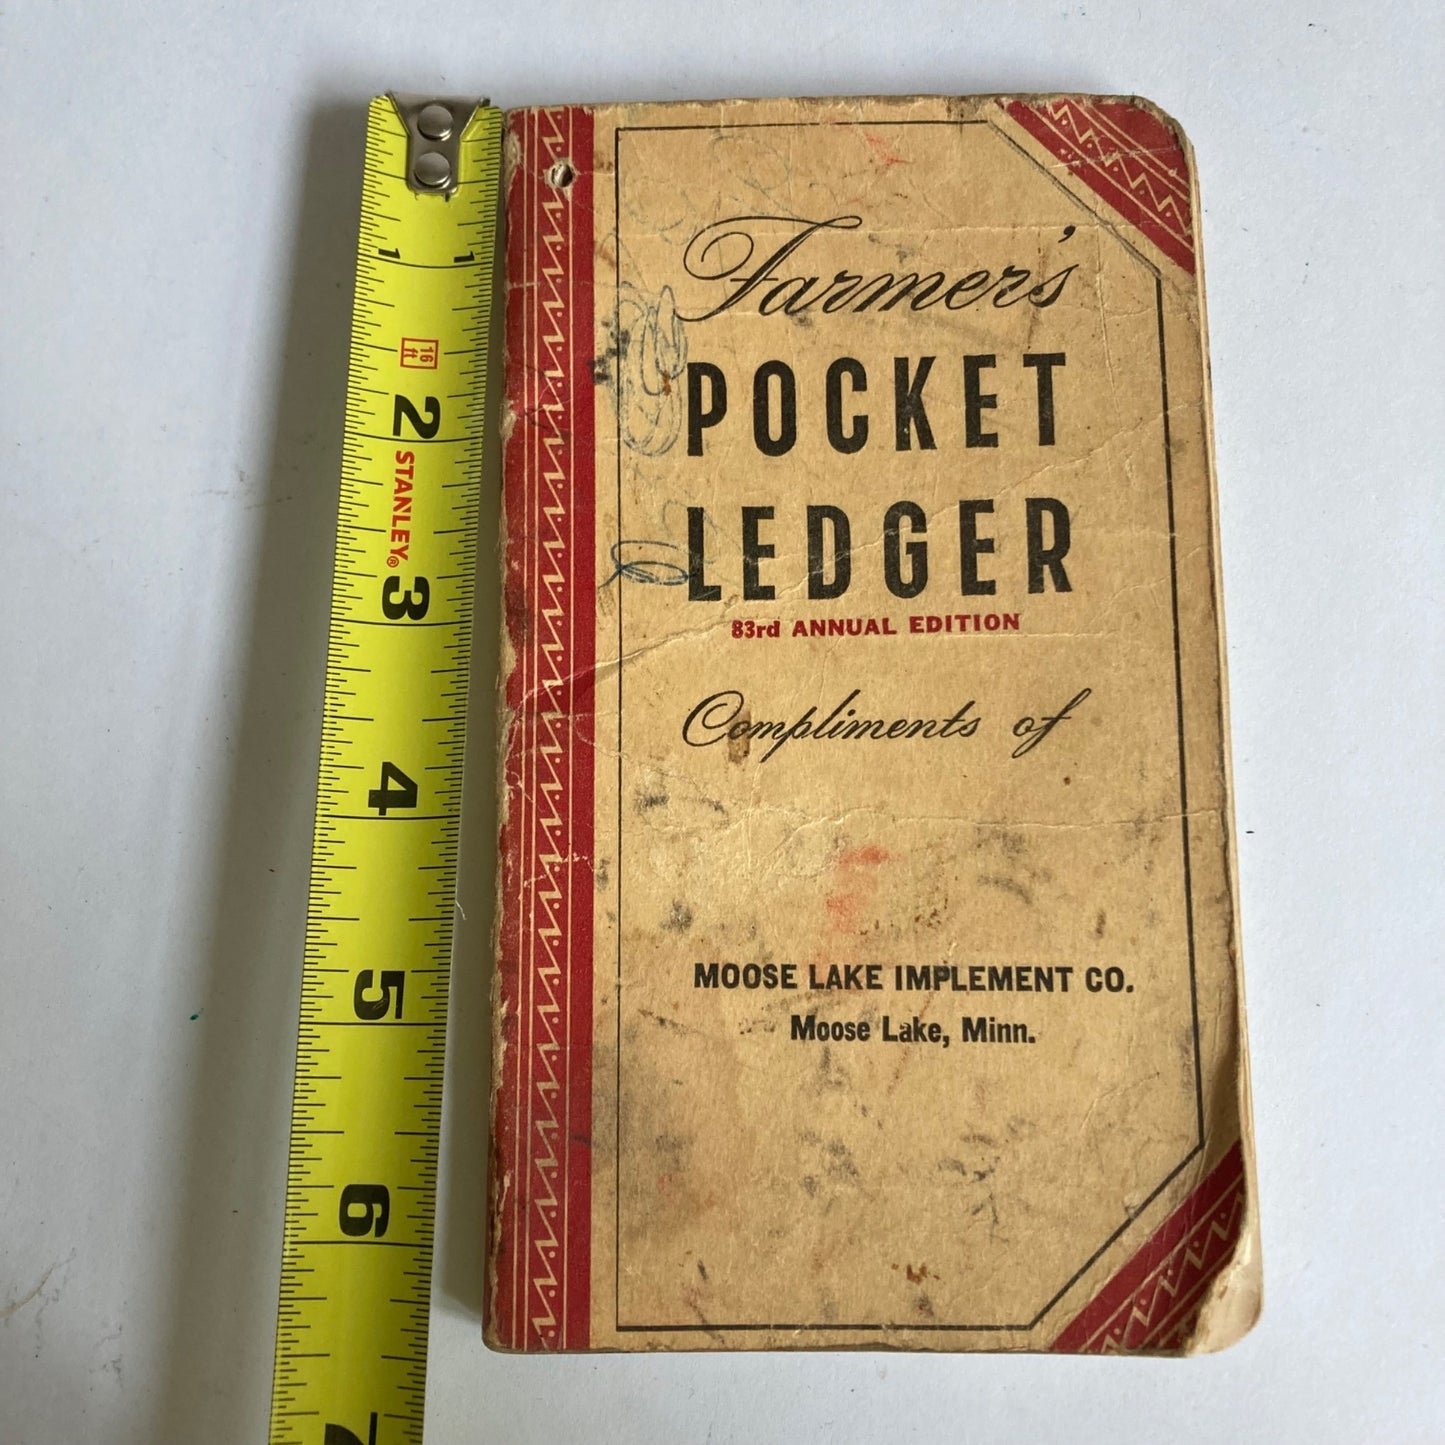 Farmer's
POCKET
LEDGER
83rd ANNUAL EDITION
Compliments of
MOOSE LAKE IMPLEMENT CO.
Moose Lake, Minn.
1 1
16 ft
2
STANLEY®
3
4
5
6
7